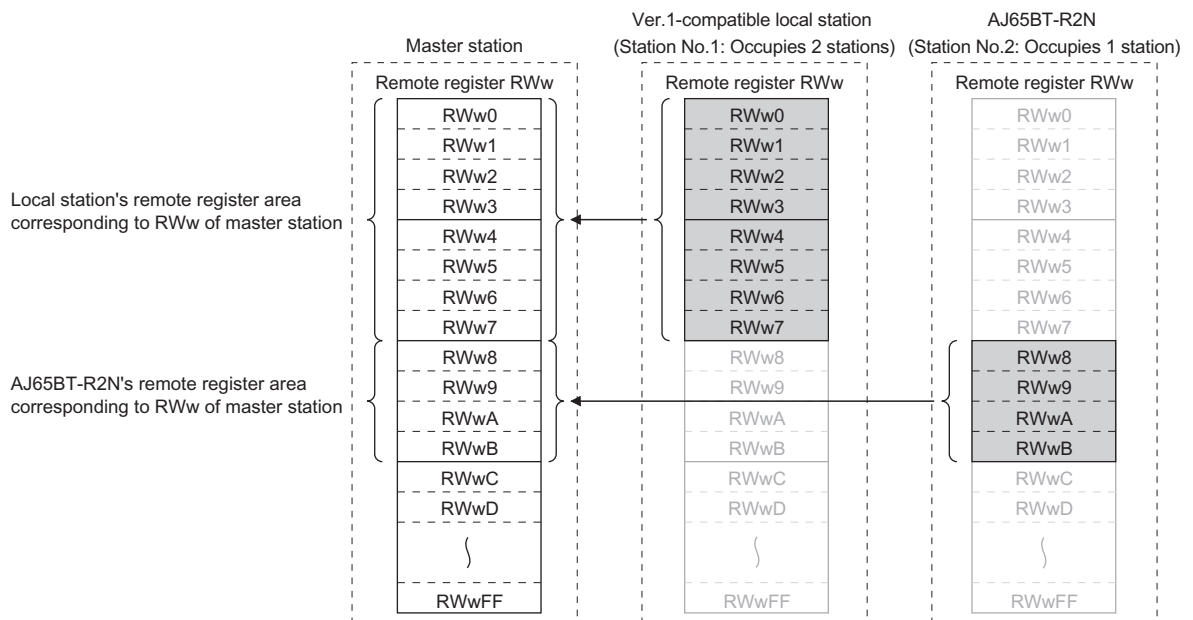 Master station
Ver.1-compatible local station
(Station No.1: Occupies 2 stations)
AJ65BT-R2N
(Station No.2: Occupies 1 station)
Local station's remote register area
corresponding to RWw of master station
AJ65BT-R2N's remote register area
corresponding to RWw of master station
Remote register RWw
RWw0
RWw1
RWw2
RWw3
RWw4
RWw5
RWw6
RWw7
RWw8
RWw9
RWwA
RWwB
RWwC
RWwD
RWwFF
Remote register RWw
RWw0
RWw1
RWw2
RWw3
RWw4
RWw5
RWw6
RWw7
RWw8
RWw9
RWwA
RWwB
RWwC
RWwD
RWwFF
Remote register RWw
RWw0
RWw1
RWw2
RWw3
RWw4
RWw5
RWw6
RWw7
RWw8
RWw9
RWwA
RWwB
RWwC
RWwD
RWwFF